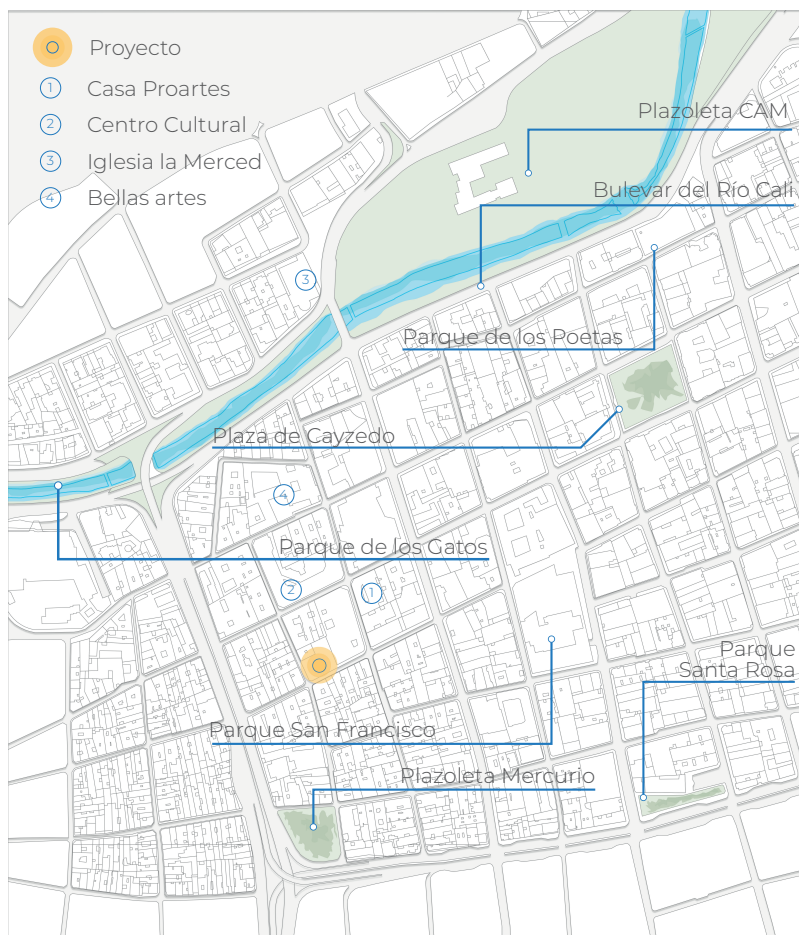 Proyecto
1 Casa Proartes
2 Centro Cultural
3 Iglesia la Merced
4 Bellas artes
Plazoleta CAM
Bulevar del Río Cali
3
Parque de los Poetas
Plaza de Cayzedo
4
Parque de los Gatos
2
1
Parque
Santa Rosa
Parque San Francisco
Plazoleta Mercurio